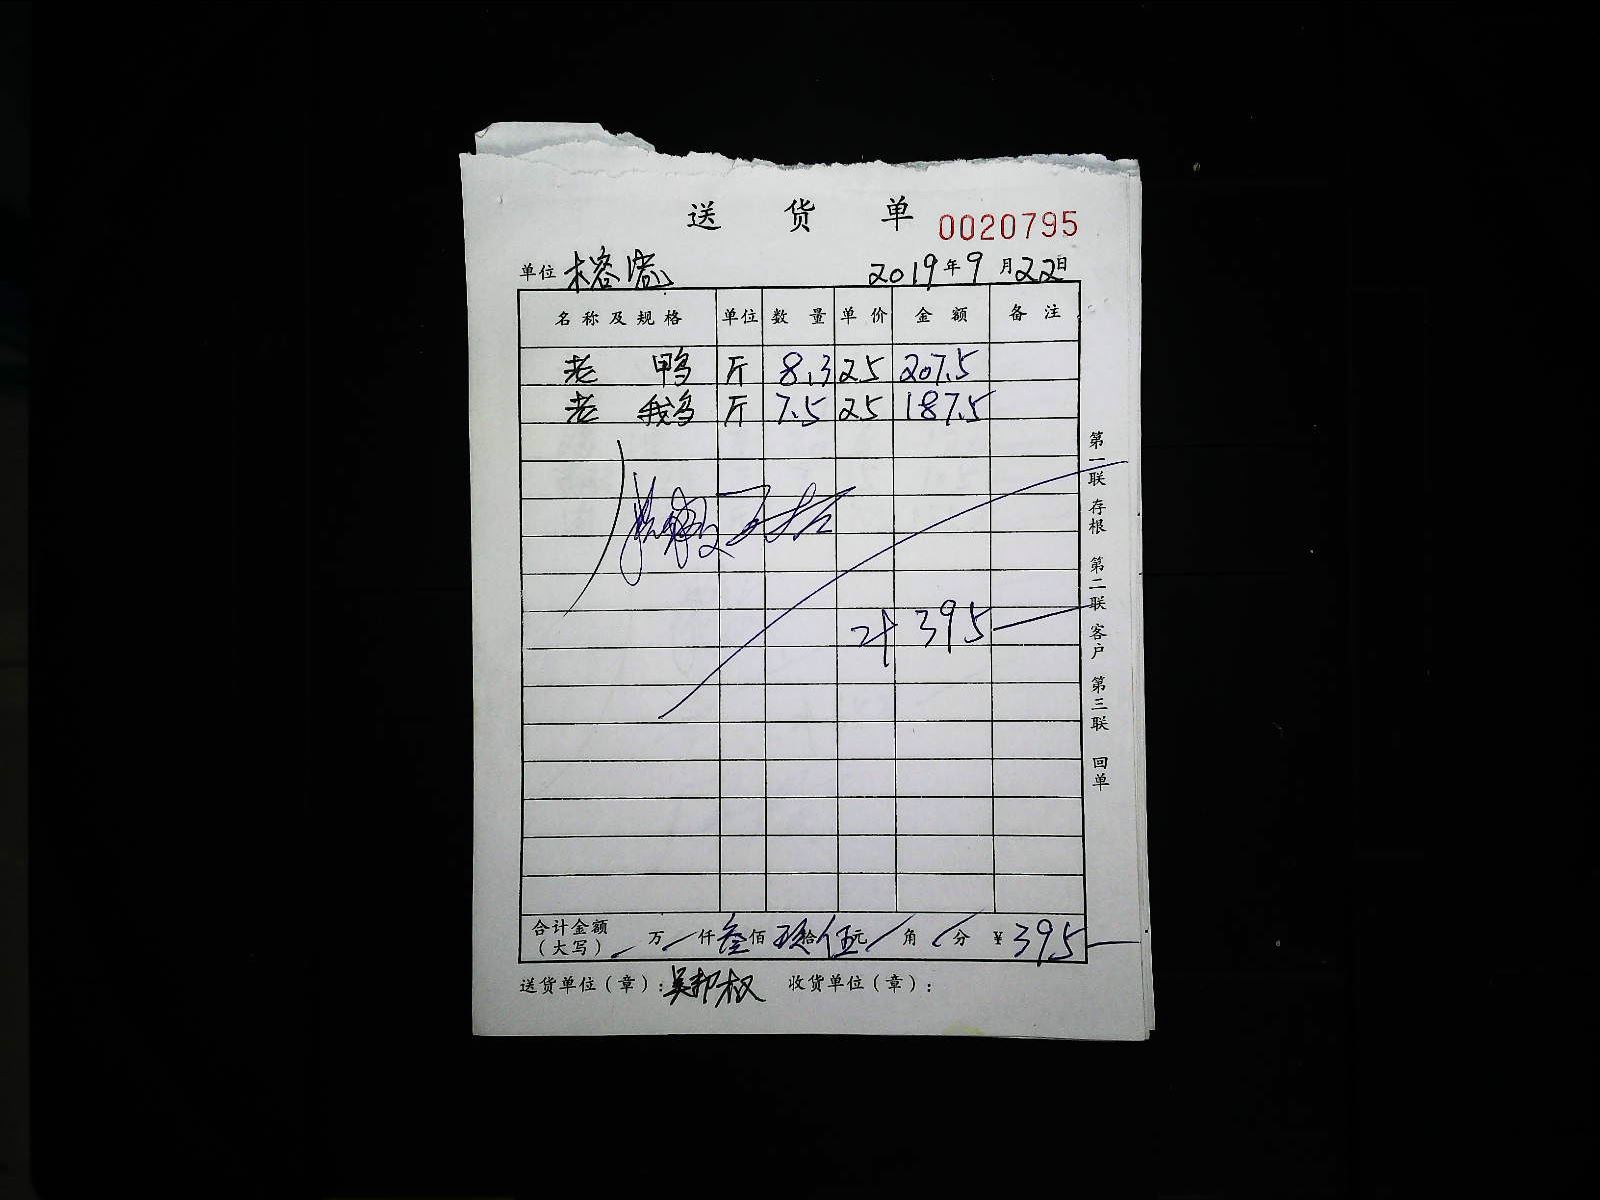 送 货 单 0020795
单位 榕 2019年9月22日
名称及规格 单位 数量 单价 金额 备注
老 鸭 斤 8.3 25 207.5
老 鹅 斤 7.5 25 187.5
计 395
合计金额(大写) 万 仟 叁佰 玖拾 伍元 角 分 ¥395
送货单位(章):吴邦权 收货单位(章):
第一联 存根 第二联 客户 第三联 回单